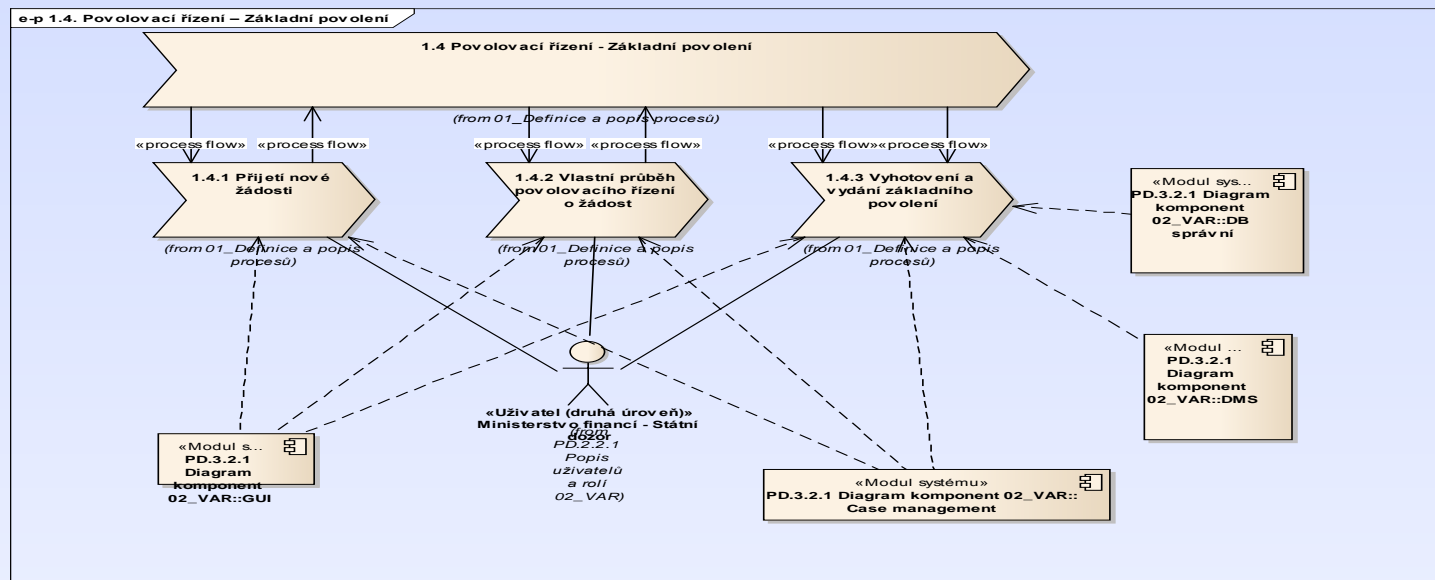 e-p 1.4. Povolovací řízení – Základní povolení
1.4 Povolovací řízení - Základní povolení
(from 01_Definice a popis procesů)
«process flow»
«process flow»
«process flow»
«process flow»
«process flow»
«process flow»
1.4.1 Přijetí nové
žádosti
(from 01_Definice a popis
procesů)
1.4.2 Vlastní průběh
povolovacího řízení
o žádost
(from 01_Definice a popis
procesů)
1.4.3 Vyhotovení a
vydání základního
povolení
(from 01_Definice a popis
procesů)
«Modul sys...
PD.3.2.1 Diagram
komponent
02_VAR::DB
správní
«Modul ...
PD.3.2.1
Diagram
komponent
02_VAR::DMS
«Uživatel (druhá úroveň)»
Ministerstvo financí - Státní
dozor
(from
PD.2.2.1
Popis
uživatelů
a rolí
02_VAR)
«Modul s...
PD.3.2.1
Diagram
komponent
02_VAR::GUI
«Modul systému»
PD.3.2.1 Diagram komponent 02_VAR::
Case management